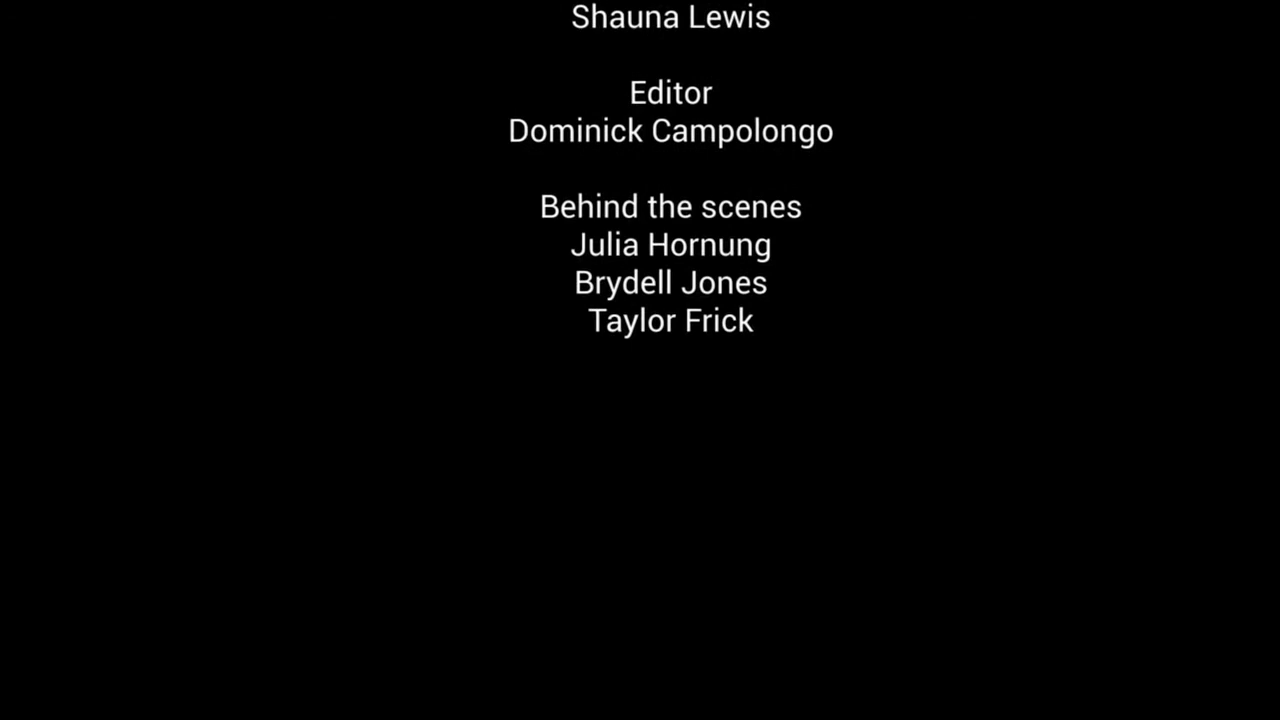 Shauna Lewis
Editor
Dominick Campolongo
Behind the scenes
Julia Hornung
Brydell Jones
Taylor Frick